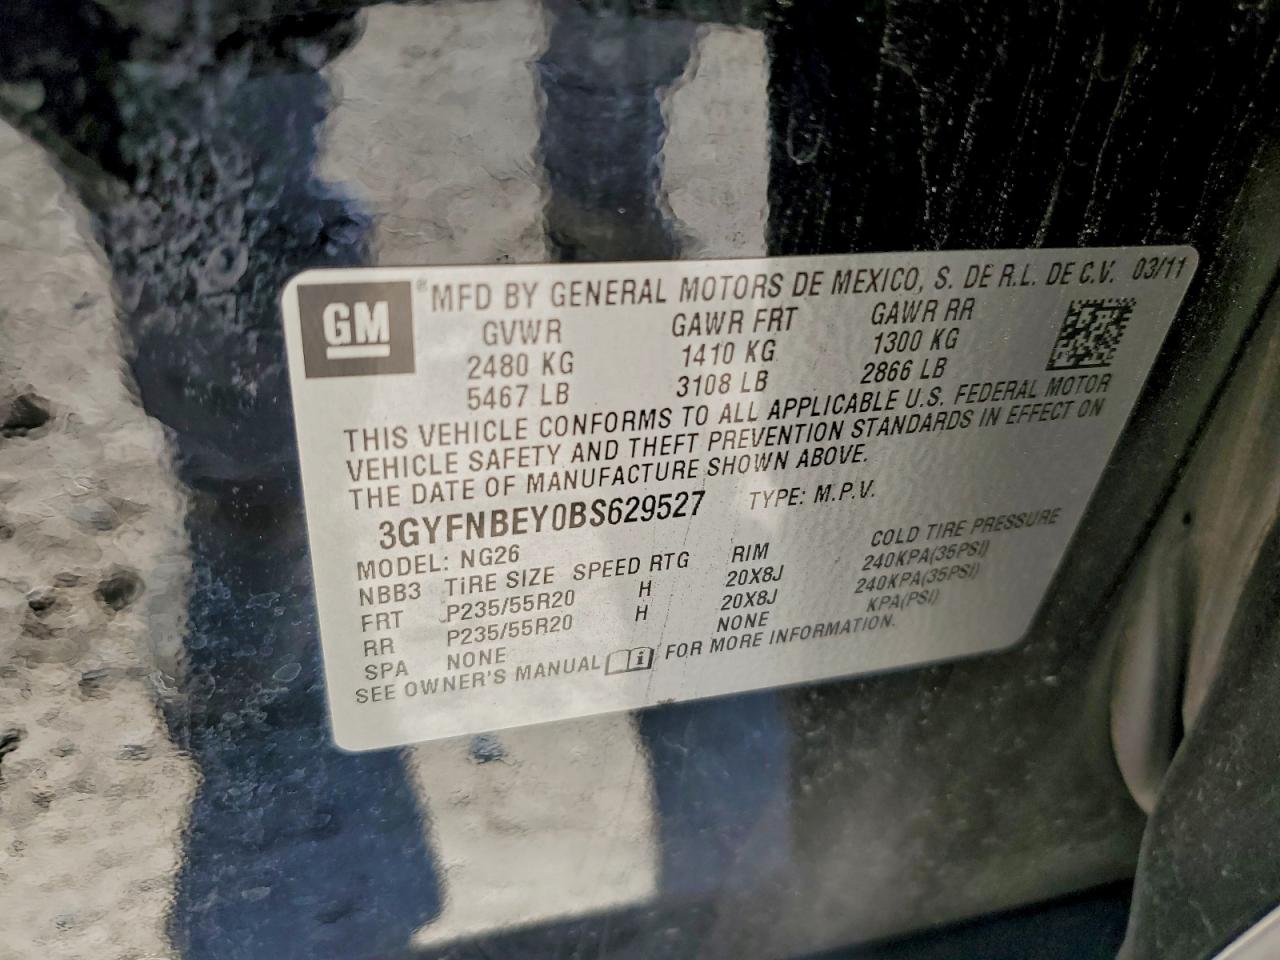 GM ® MFD BY GENERAL MOTORS DE MEXICO, S. DE R.L. DE C.V. 03/11
GVWR GAWR FRT GAWR RR
2480 KG 1410 KG 1300 KG
5467 LB 3108 LB 2866 LB
THIS VEHICLE CONFORMS TO ALL APPLICABLE U.S. FEDERAL MOTOR
VEHICLE SAFETY AND THEFT PREVENTION STANDARDS IN EFFECT ON
THE DATE OF MANUFACTURE SHOWN ABOVE.
3GYFNBEY0BS629527 TYPE: M.P.V.
MODEL: NG26
NBB3 TIRE SIZE SPEED RTG RIM COLD TIRE PRESSURE
FRT P235/55R20 H 20X8J 240KPA(35PSI)
RR P235/55R20 H 20X8J 240KPA(35PSI)
SPA NONE NONE KPA(PSI)
SEE OWNER'S MANUAL i FOR MORE INFORMATION.